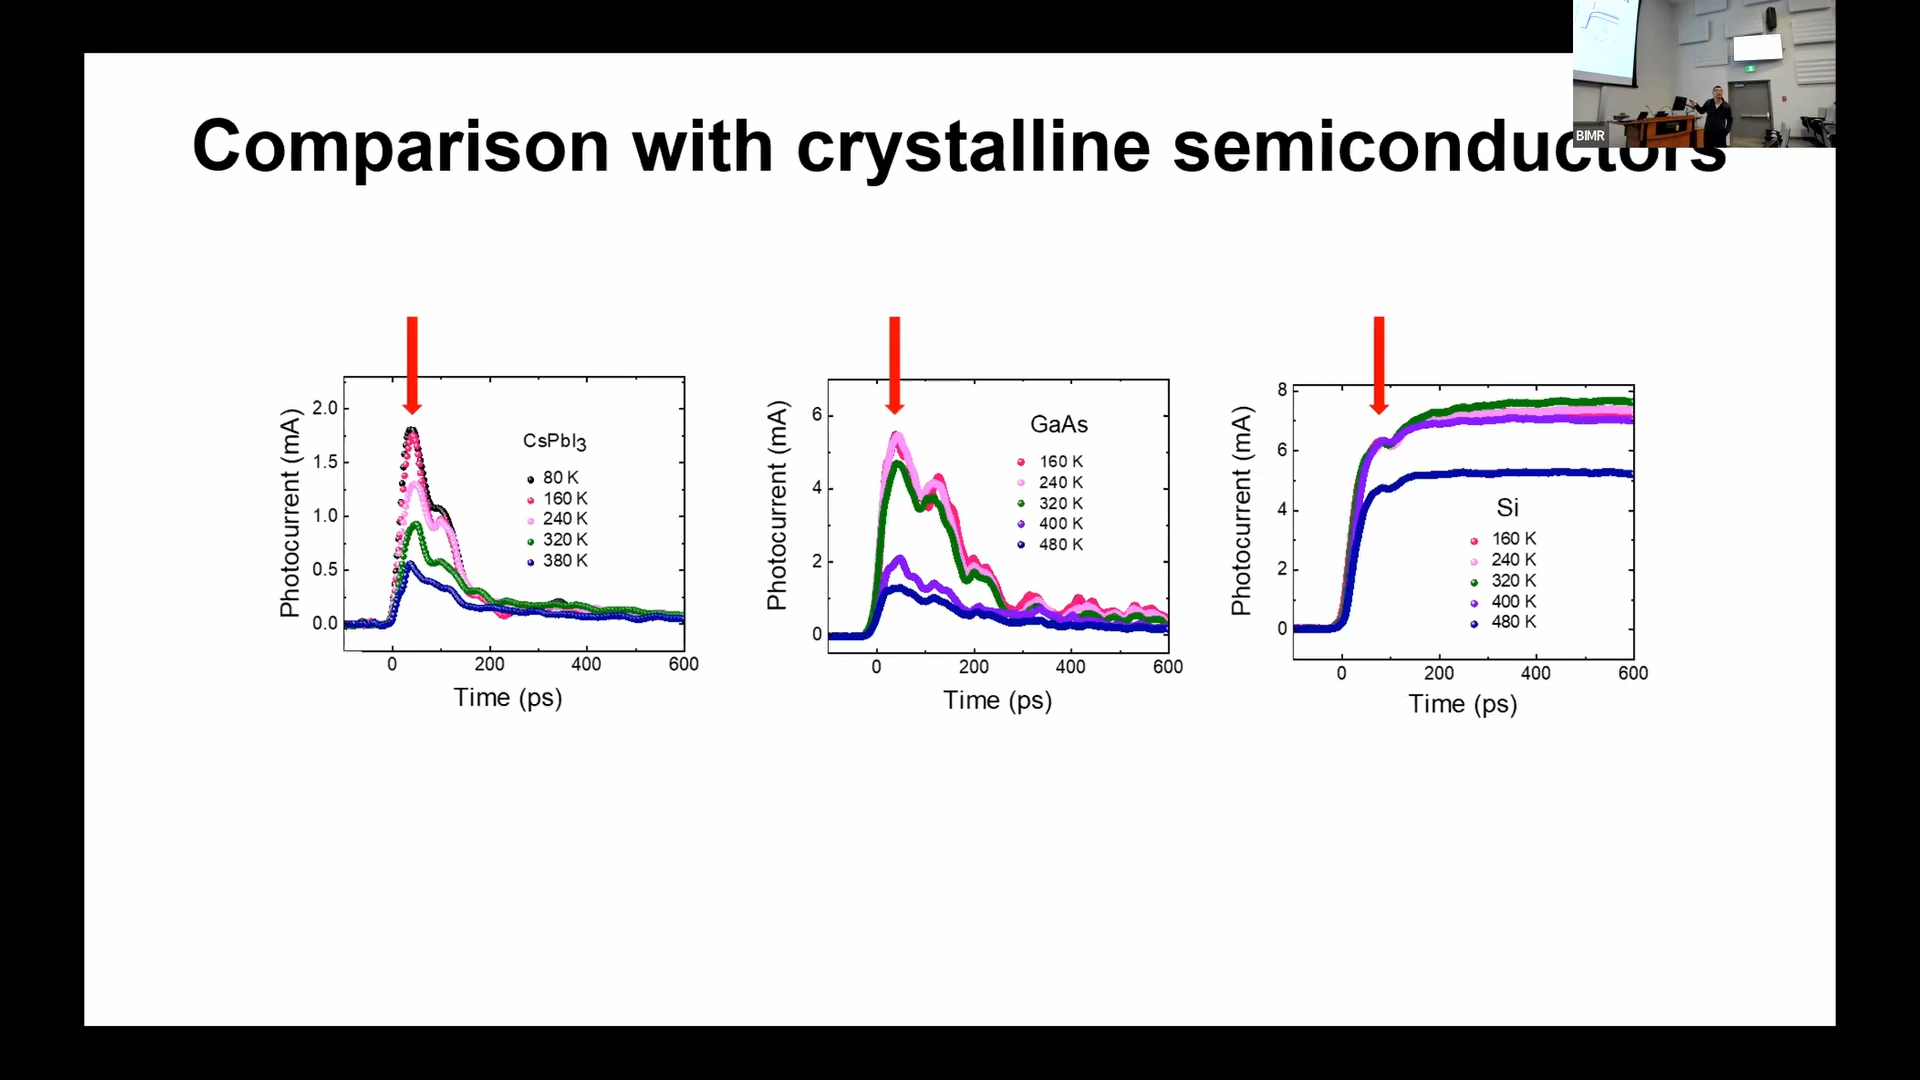 BIMR
Comparison with crystalline semiconductors
Photocurrent (mA)
2.0
1.5
1.0
0.5
0.0
CsPbI3
80 K
160 K
240 K
320 K
380 K
0 200 400 600
Time (ps)
Photocurrent (mA)
6
4
2
0
GaAs
160 K
240 K
320 K
400 K
480 K
0 200 400 600
Time (ps)
Photocurrent (mA)
8
6
4
2
0
Si
160 K
240 K
320 K
400 K
480 K
0 200 400 600
Time (ps)